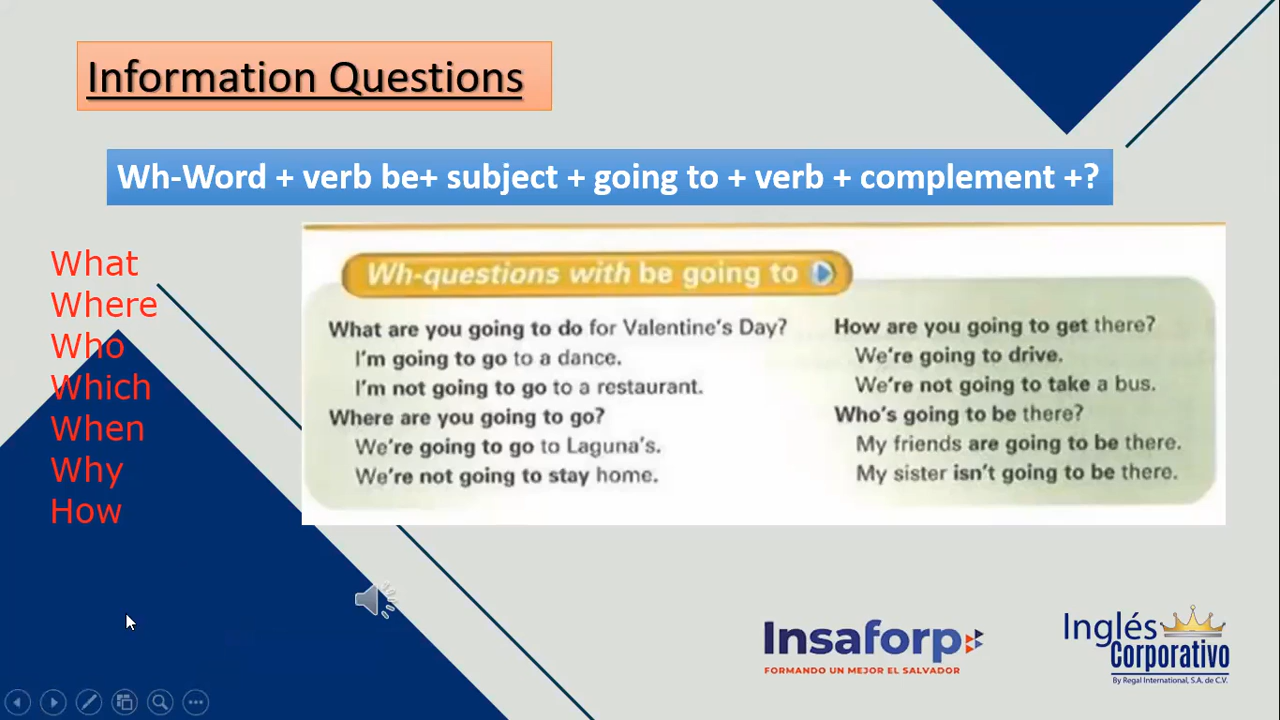 Information Questions
Wh-Word + verb be+ subject + going to + verb + complement +?
What
Where
Who
Which
When
Why
How
Wh-questions with be going to
What are you going to do for Valentine's Day?
I'm going to go to a dance.
I'm not going to go to a restaurant.
Where are you going to go?
We're going to go to Laguna's.
We're not going to stay home.
How are you going to get there?
We're going to drive.
We're not going to take a bus.
Who's going to be there?
My friends are going to be there.
My sister isn't going to be there.
Insaforp
FORMANDO UN MEJOR EL SALVADOR
Inglés
Corporativo
By Regal International, S.A. de C.V.